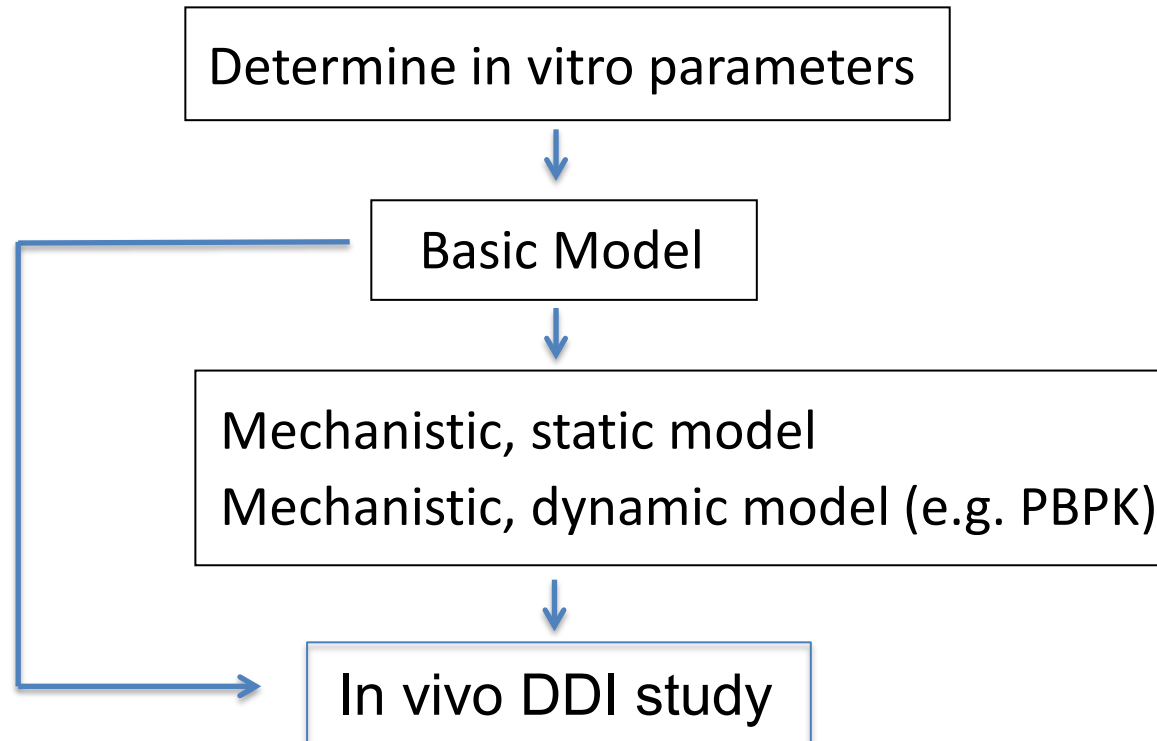 Determine in vitro parameters
Basic Model
Mechanistic, static model
Mechanistic, dynamic model (e.g. PBPK)
In vivo DDI study